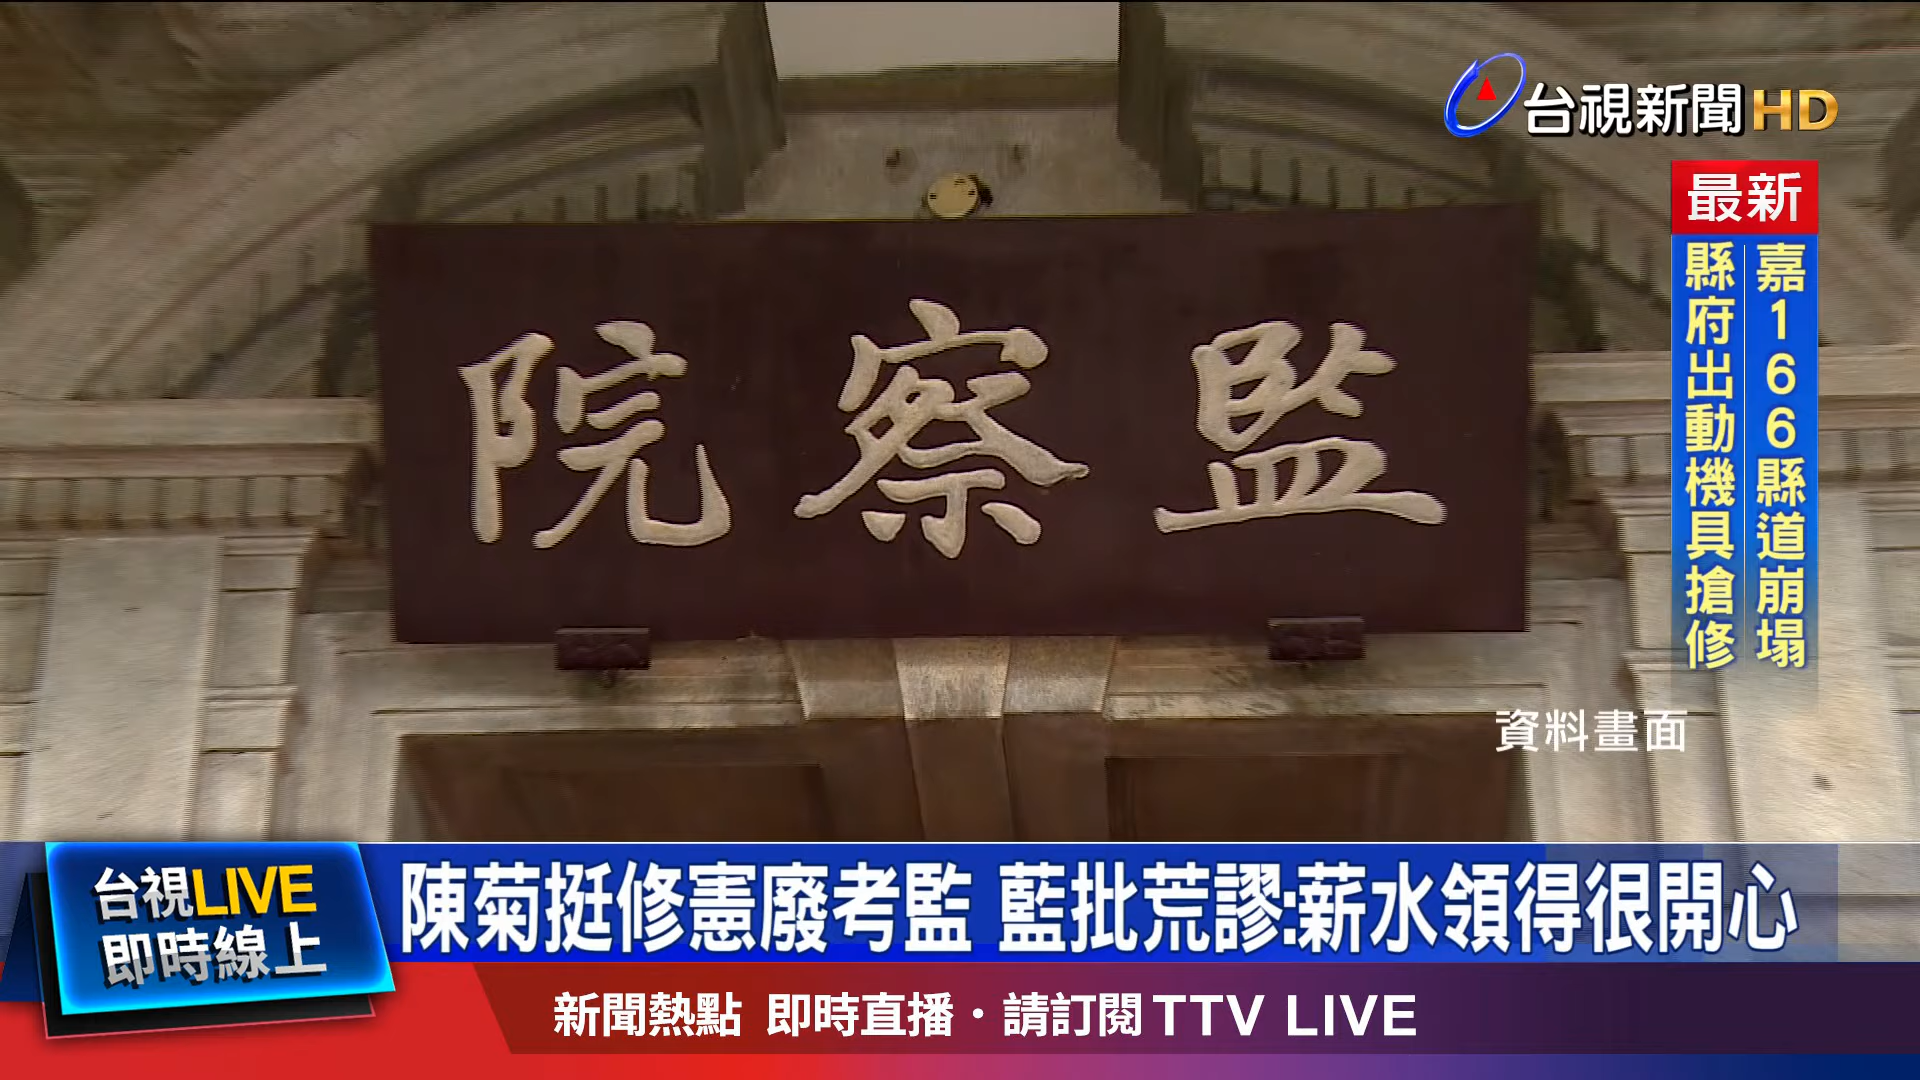 台視新聞HD
最新
嘉166縣道崩塌
縣府出動機具搶修
監察院
資料畫面
台視LIVE
即時線上
陳菊挺修憲廢考監 藍批荒謬:薪水領得很開心
新聞熱點 即時直播・請訂閱TTV LIVE